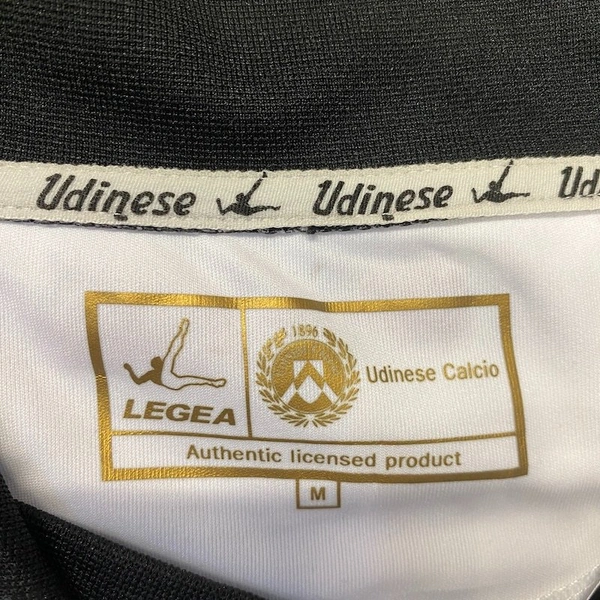 Udinese Udinese Ud
1896
LEGEA
Udinese Calcio
Authentic licensed product
M